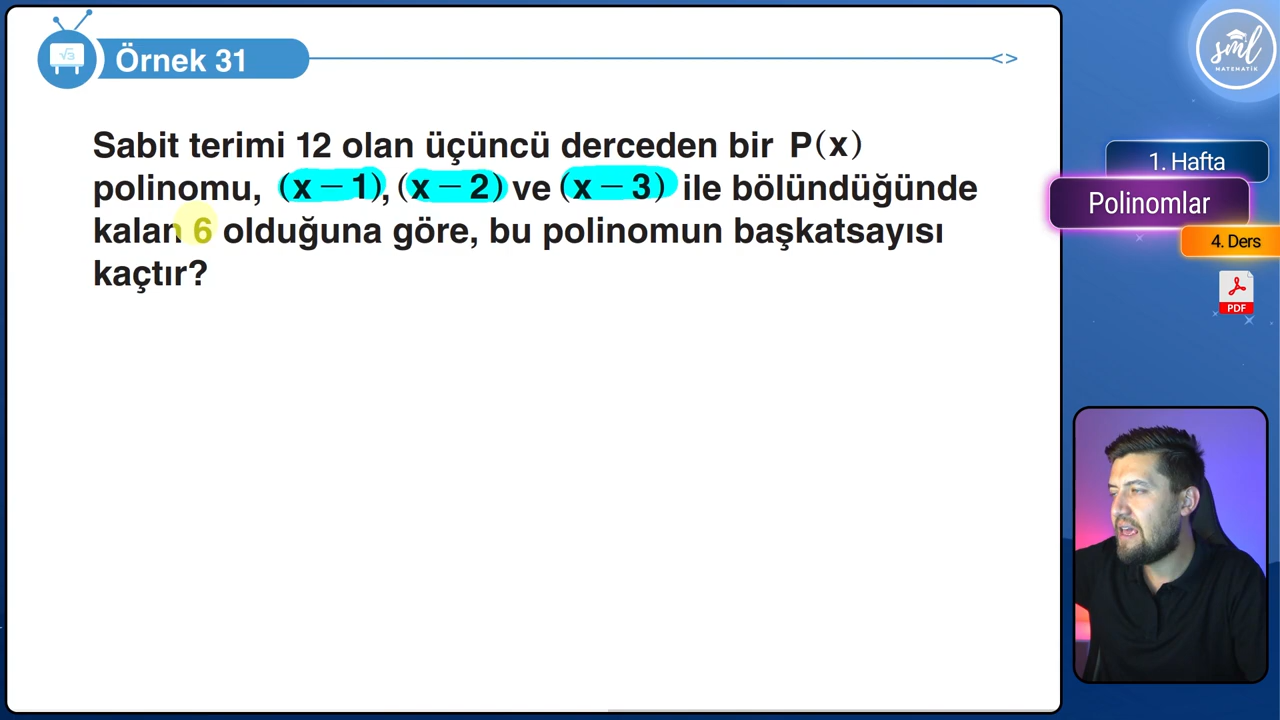 √3
Örnek 31
Sabit terimi 12 olan üçüncü derceden bir P(x)
polinomu, (x − 1), (x − 2) ve (x − 3) ile bölündüğünde
kalan 6 olduğuna göre, bu polinomun başkatsayısı
kaçtır?
sml
MATEMATİK
1. Hafta
Polinomlar
4. Ders
PDF